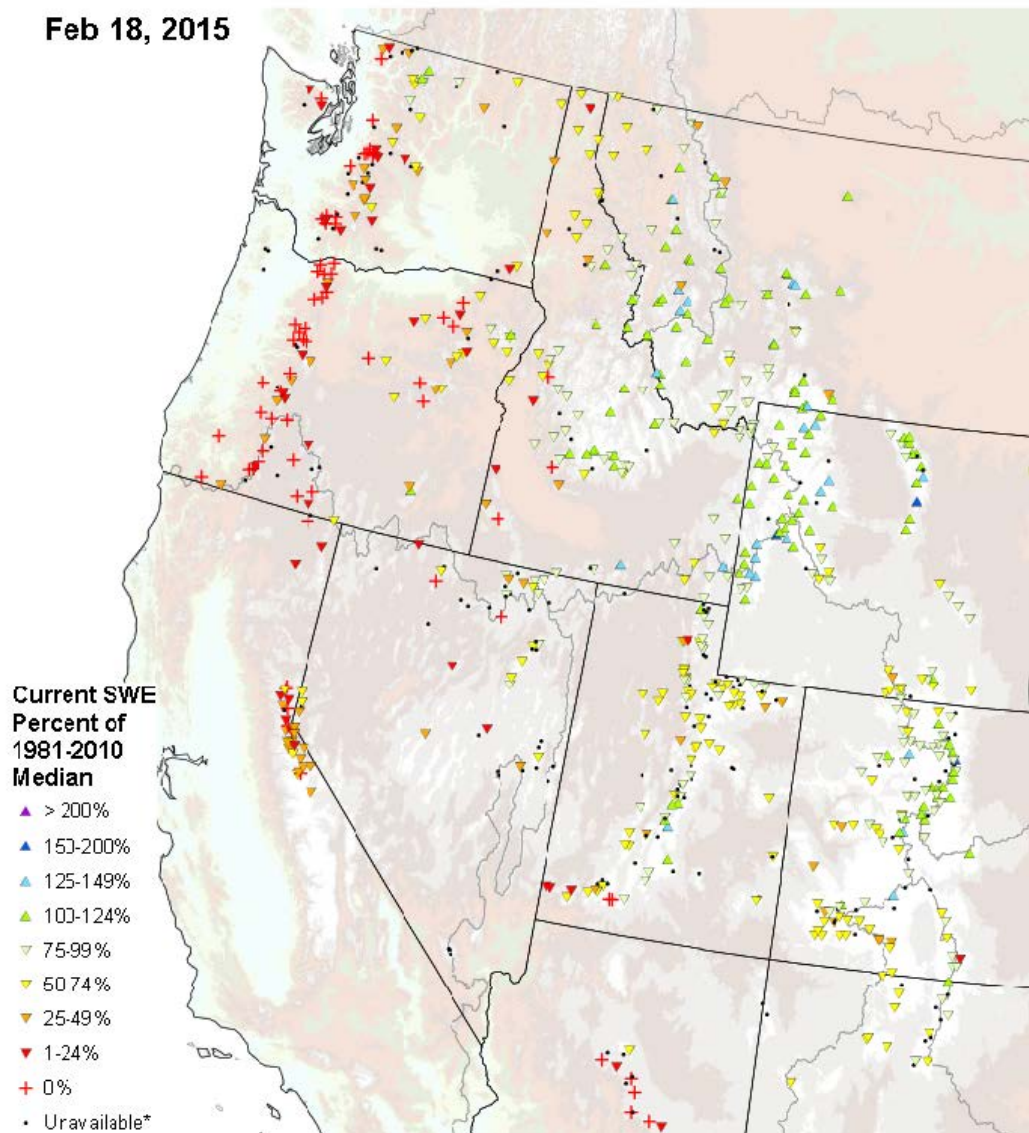 Feb 18, 2015
Current SWE
Percent of
1981-2010
Median
> 200%
150-200%
125-149%
100-124%
75-99%
50-74%
25-49%
1-24%
0%
Unavailable*